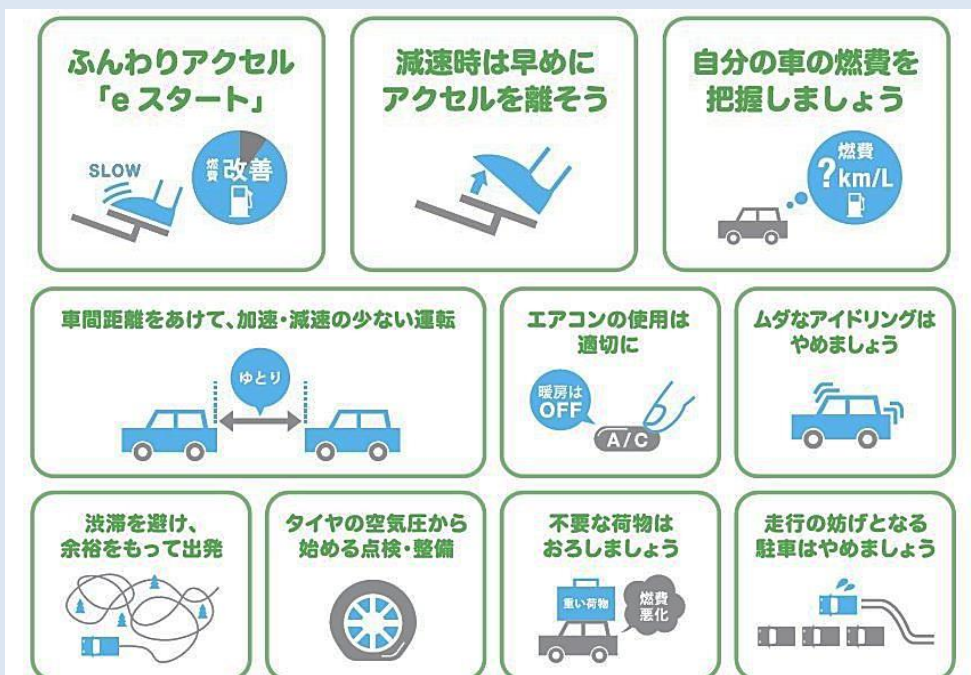 ふんわりアクセル
「e スタート」
SLOW
燃費
改善
減速時は早めに
アクセルを離そう
自分の車の燃費を
把握しましょう
燃費
?km/L
車間距離をあけて、加速・減速の少ない運転
ゆとり
エアコンの使用は
適切に
暖房は
OFF
A/C
ムダなアイドリングは
やめましょう
渋滞を避け、
余裕をもって出発
タイヤの空気圧から
始める点検・整備
不要な荷物は
おろしましょう
重い荷物
燃費
悪化
走行の妨げとなる
駐車はやめましょう